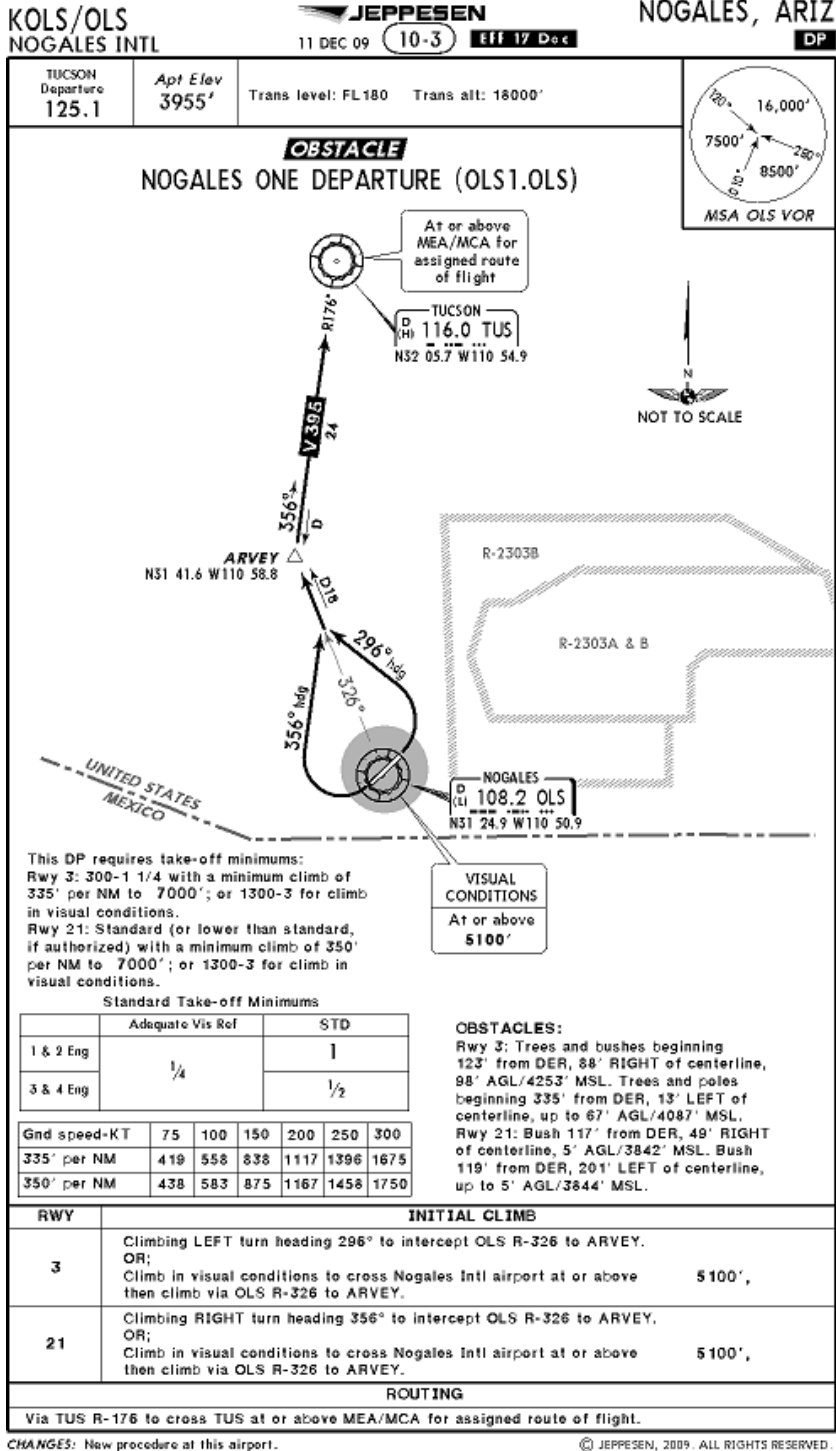 KOLS/OLS
NOGALES INTL
JEPPESEN
11 DEC 09 10-3 EFF 17 Dec
NOGALES, ARIZ
DP
TUCSON
Departure
125.1
Apt Elev
3955'
Trans level: FL180 Trans alt: 18000'
120°
16,000'
7500'
280°
8500'
010°
MSA OLS VOR
OBSTACLE
NOGALES ONE DEPARTURE (OLS1.OLS)
At or above
MEA/MCA for
assigned route
of flight
R176°
TUCSON
D
(H) 116.0 TUS
N32 05.7 W110 54.9
N
NOT TO SCALE
V395
24
356°
D
ARVEY
N31 41.6 W110 58.8
D18
R-2303B
R-2303A & B
296° hdg
326°
356° hdg
UNITED STATES
MEXICO
NOGALES
D
(L) 108.2 OLS
N31 24.9 W110 50.9
VISUAL
CONDITIONS
At or above
5100'
This DP requires take-off minimums:
Rwy 3: 300-1 1/4 with a minimum climb of
335' per NM to 7000'; or 1300-3 for climb
in visual conditions.
Rwy 21: Standard (or lower than standard,
if authorized) with a minimum climb of 350'
per NM to 7000'; or 1300-3 for climb in
visual conditions.
Standard Take-off Minimums
Adequate Vis Ref STD
1 & 2 Eng 1/4 1
3 & 4 Eng 1/2
Gnd speed-KT 75 100 150 200 250 300
335' per NM 419 558 838 1117 1396 1675
350' per NM 438 583 875 1167 1458 1750
OBSTACLES:
Rwy 3: Trees and bushes beginning
123' from DER, 88' RIGHT of centerline,
98' AGL/4253' MSL. Trees and poles
beginning 335' from DER, 13' LEFT of
centerline, up to 67' AGL/4087' MSL.
Rwy 21: Bush 117' from DER, 49' RIGHT
of centerline, 5' AGL/3842' MSL. Bush
119' from DER, 201' LEFT of centerline,
up to 5' AGL/3844' MSL.
RWY INITIAL CLIMB
3
Climbing LEFT turn heading 296° to intercept OLS R-326 to ARVEY.
OR;
Climb in visual conditions to cross Nogales Intl airport at or above 5100',
then climb via OLS R-326 to ARVEY.
21
Climbing RIGHT turn heading 356° to intercept OLS R-326 to ARVEY.
OR;
Climb in visual conditions to cross Nogales Intl airport at or above 5100',
then climb via OLS R-326 to ARVEY.
ROUTING
Via TUS R-176 to cross TUS at or above MEA/MCA for assigned route of flight.
CHANGES: New procedure at this airport.
© JEPPESEN, 2009. ALL RIGHTS RESERVED.